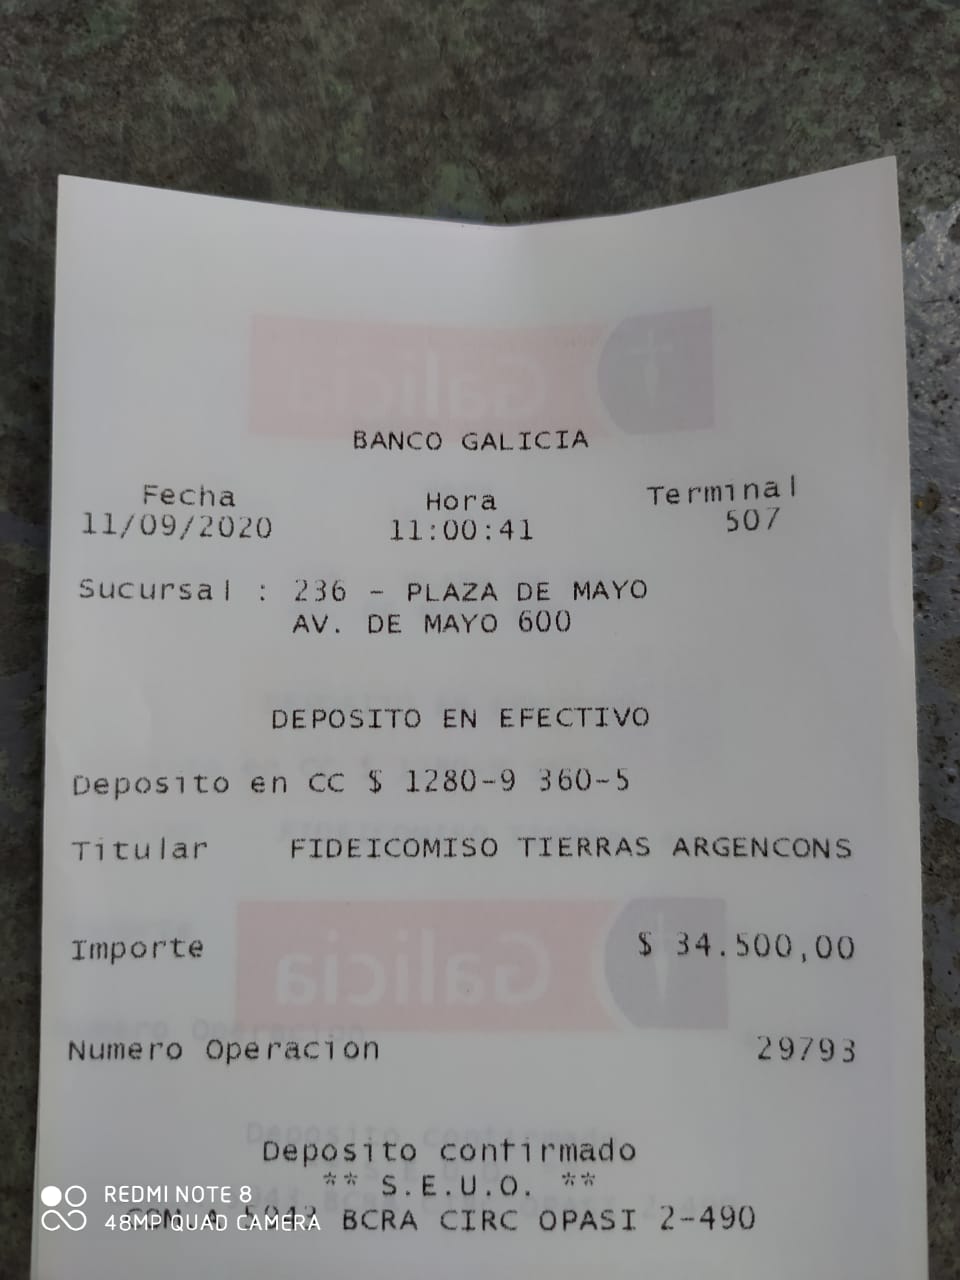 Galicia
BANCO GALICIA
Fecha Hora Terminal
11/09/2020 11:00:41 507
Sucursal : 236 - PLAZA DE MAYO
AV. DE MAYO 600
DEPOSITO EN EFECTIVO
Deposito en CC $ 1280-9 360-5
Titular FIDEICOMISO TIERRAS ARGENCONS
Importe $ 34.500,00
Galicia
Numero Operacion 29793
Deposito confirmado
** S.E.U.O. **
BCRA CIRC OPASI 2-490
REDMI NOTE 8
48MP QUAD CAMERA